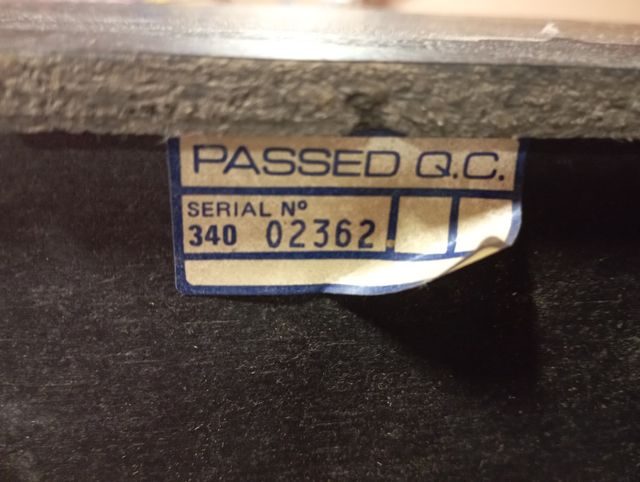 PASSED Q.C.
SERIAL Nº
340 02362